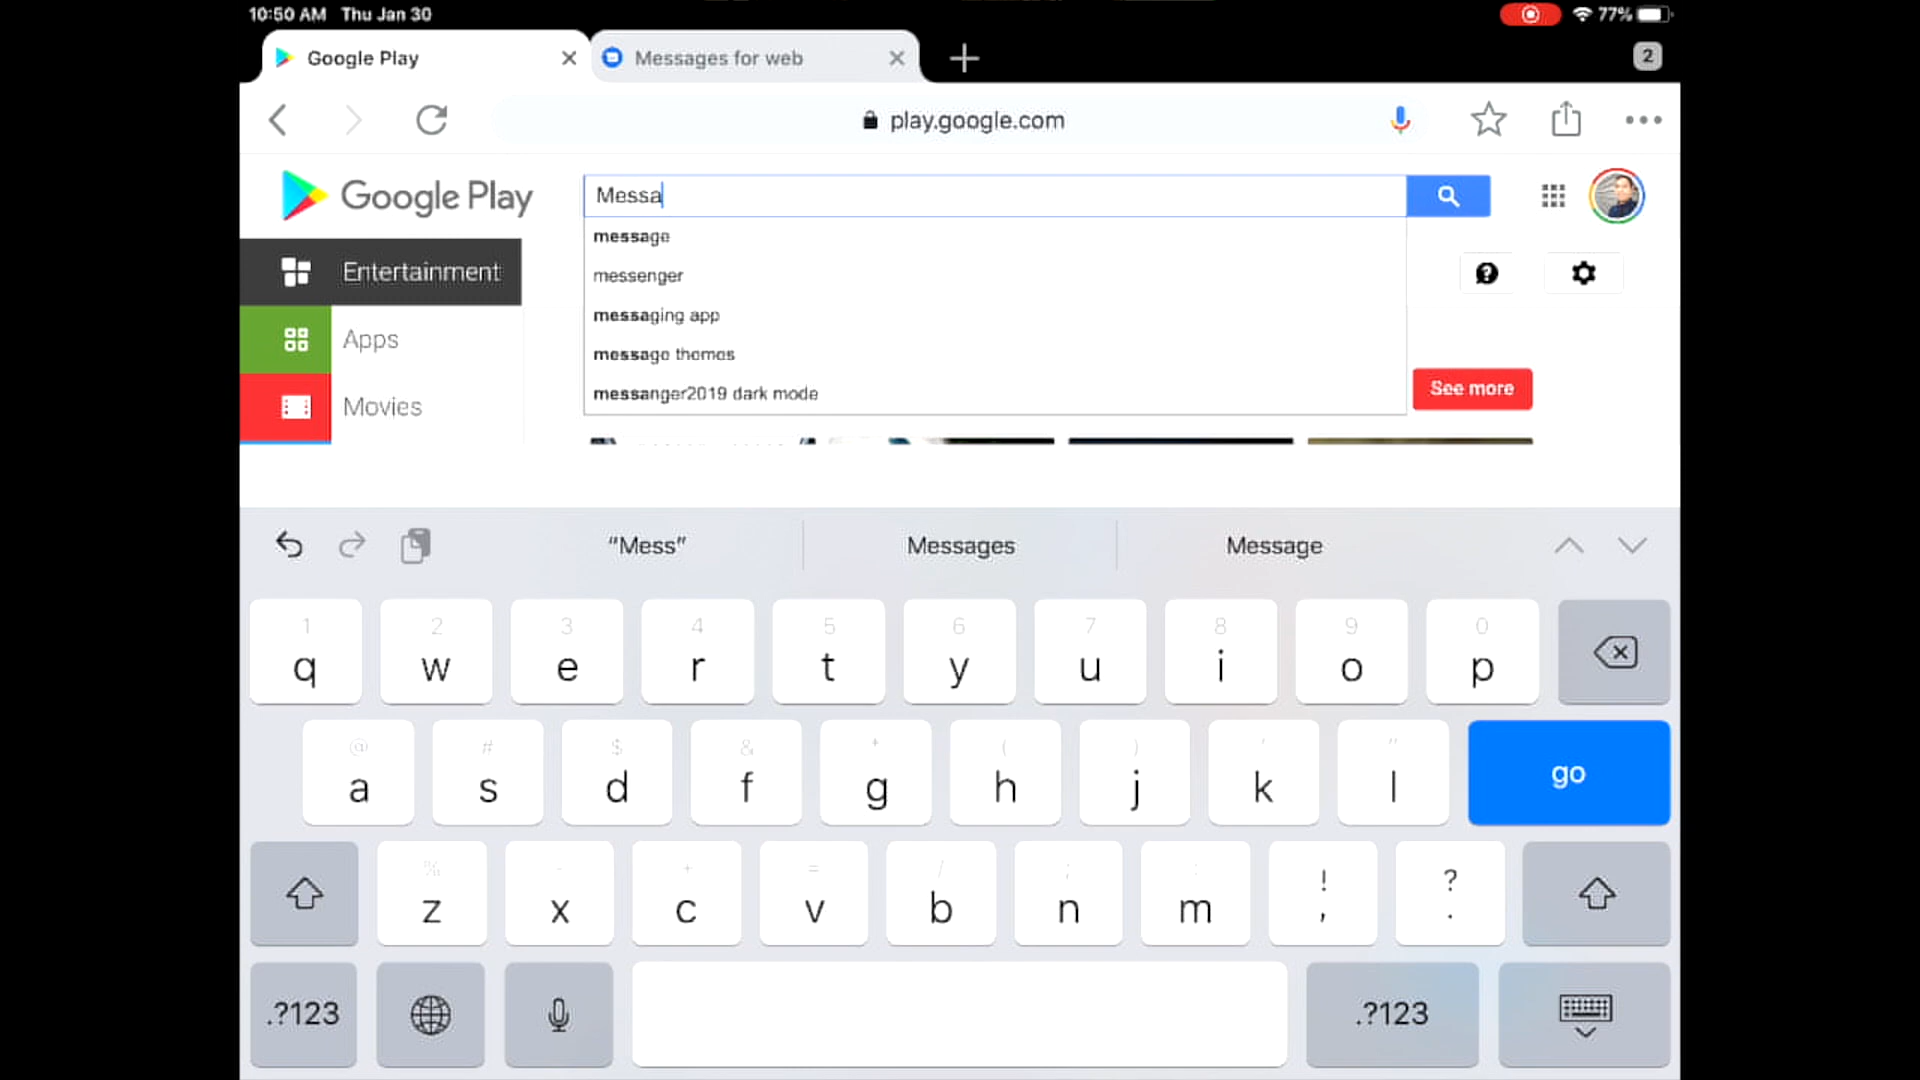 10:50 AM Thu Jan 30
77%
Google Play
Messages for web
2
play.google.com
Google Play
Messa
message
messenger
messaging app
message themes
messanger2019 dark mode
Entertainment
Apps
Movies
See more
“Mess”
Messages
Message
1 2 3 4 5 6 7 8 9 0
q w e r t y u i o p
@ # $ & * ( ) ' "
a s d f g h j k l go
% - + = / ; : ! ?
z x c v b n m , .
.?123
.?123